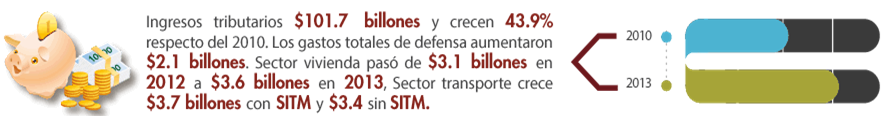 Ingresos tributarios $101.7 billones y crecen 43.9%
respecto del 2010. Los gastos totales de defensa aumentaron
$2.1 billones. Sector vivienda pasó de $3.1 billones en
2012 a $3.6 billones en 2013, Sector transporte crece
$3.7 billones con SITM y $3.4 sin SITM.
2010
2013